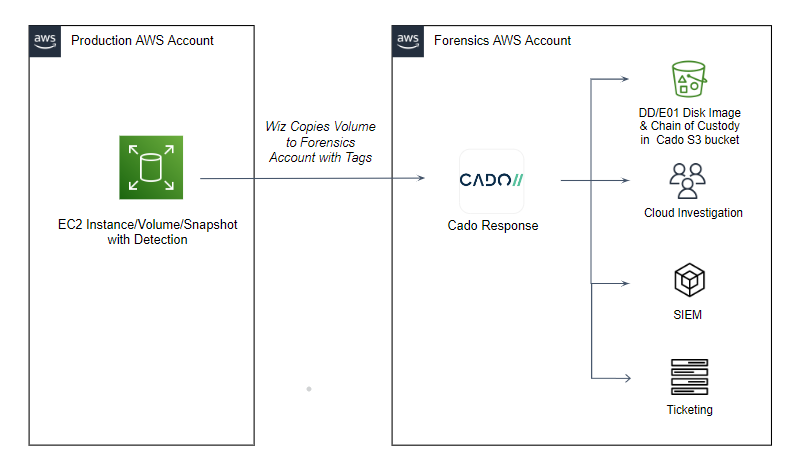 aws
Production AWS Account
EC2 Instance/Volume/Snapshot
with Detection
Wiz Copies Volume
to Forensics
Account with Tags
aws
Forensics AWS Account
CADO//
Cado Response
DD/E01 Disk Image
& Chain of Custody
in Cado S3 bucket
Cloud Investigation
SIEM
Ticketing